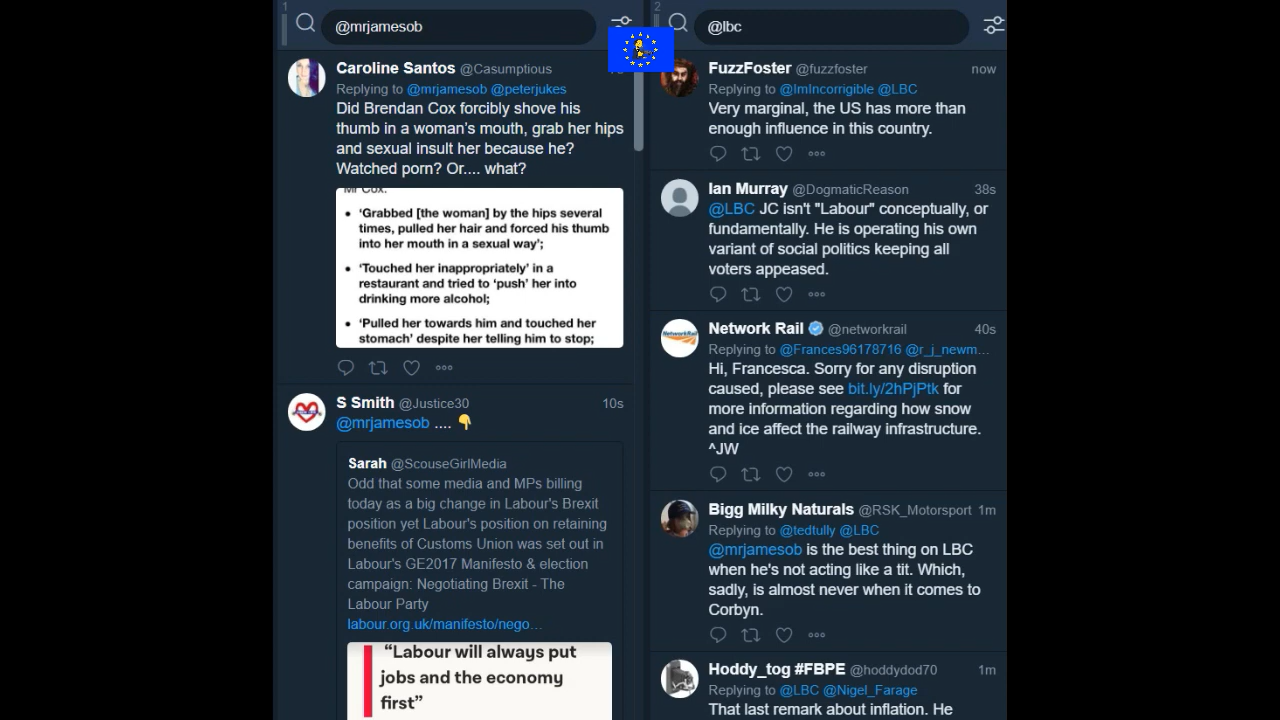 1
@mrjamesob
Caroline Santos @Casumptious
Replying to @mrjamesob @peterjukes
Did Brendan Cox forcibly shove his
thumb in a woman's mouth, grab her hips
and sexual insult her because he?
Watched porn? Or.... what?
Mr Cox:
• 'Grabbed [the woman] by the hips several
times, pulled her hair and forced his thumb
into her mouth in a sexual way';
• 'Touched her inappropriately' in a
restaurant and tried to 'push' her into
drinking more alcohol;
• 'Pulled her towards him and touched her
stomach' despite her telling him to stop;
S Smith @Justice30 10s
@mrjamesob .... 👇
Sarah @ScouseGirlMedia
Odd that some media and MPs billing
today as a big change in Labour's Brexit
position yet Labour's position on retaining
benefits of Customs Union was set out in
Labour's GE2017 Manifesto & election
campaign: Negotiating Brexit - The
Labour Party
labour.org.uk/manifesto/nego…
"Labour will always put
jobs and the economy
first"
2
@lbc
FuzzFoster @fuzzfoster now
Replying to @ImIncorrigible @LBC
Very marginal, the US has more than
enough influence in this country.
Ian Murray @DogmaticReason 38s
@LBC JC isn't "Labour" conceptually, or
fundamentally. He is operating his own
variant of social politics keeping all
voters appeased.
NetworkRail
Network Rail @networkrail 40s
Replying to @Frances96178716 @r_j_newm…
Hi, Francesca. Sorry for any disruption
caused, please see bit.ly/2hPjPtk for
more information regarding how snow
and ice affect the railway infrastructure.
^JW
Bigg Milky Naturals @RSK_Motorsport 1m
Replying to @tedtully @LBC
@mrjamesob is the best thing on LBC
when he's not acting like a tit. Which,
sadly, is almost never when it comes to
Corbyn.
Hoddy_tog #FBPE @hoddydod70 1m
Replying to @LBC @Nigel_Farage
That last remark about inflation. He